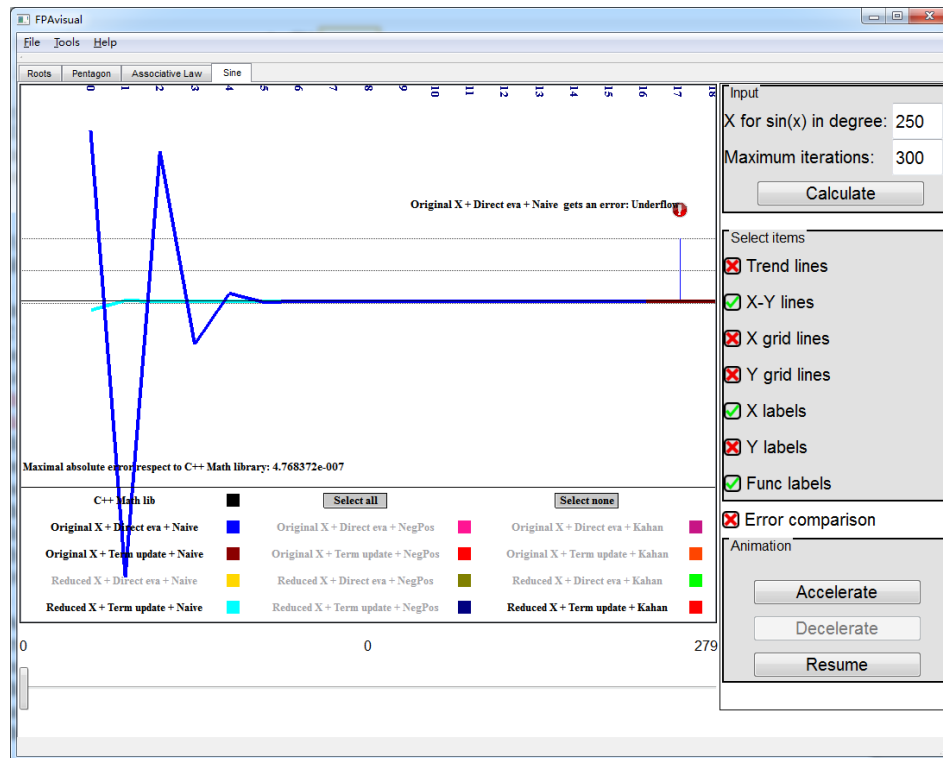 FPAvisual
File Tools Help
Roots Pentagon Associative Law Sine
0 1 2 3 4 5 6 7 8 9 10 11 12 13 14 15 16 17 18
Original X + Direct eva + Naive gets an error: Underflow
Maximal absolute error respect to C++ Math library: 4.768372e-007
C++ Math lib Select all Select none
Original X + Direct eva + Naive Original X + Direct eva + NegPos Original X + Direct eva + Kahan
Original X + Term update + Naive Original X + Term update + NegPos Original X + Term update + Kahan
Reduced X + Direct eva + Naive Reduced X + Direct eva + NegPos Reduced X + Direct eva + Kahan
Reduced X + Term update + Naive Reduced X + Term update + NegPos Reduced X + Term update + Kahan
0 0 279
Input
X for sin(x) in degree: 250
Maximum iterations: 300
Calculate
Select items
Trend lines
X-Y lines
X grid lines
Y grid lines
X labels
Y labels
Func labels
Error comparison
Animation
Accelerate
Decelerate
Resume